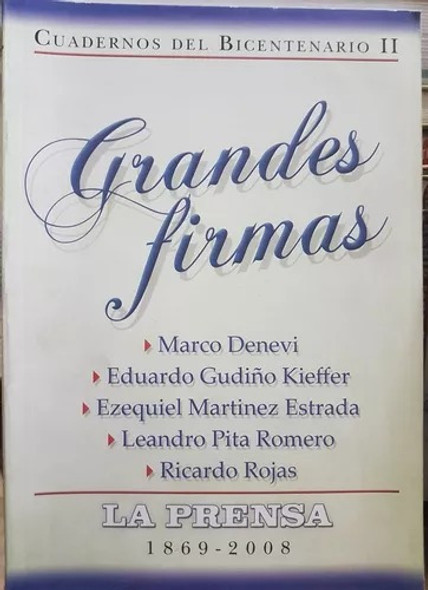 CUADERNOS DEL BICENTENARIO II
Grandes
firmas
Marco Denevi
Eduardo Gudiño Kieffer
Ezequiel Martinez Estrada
Leandro Pita Romero
Ricardo Rojas
LA PRENSA
1869-2008